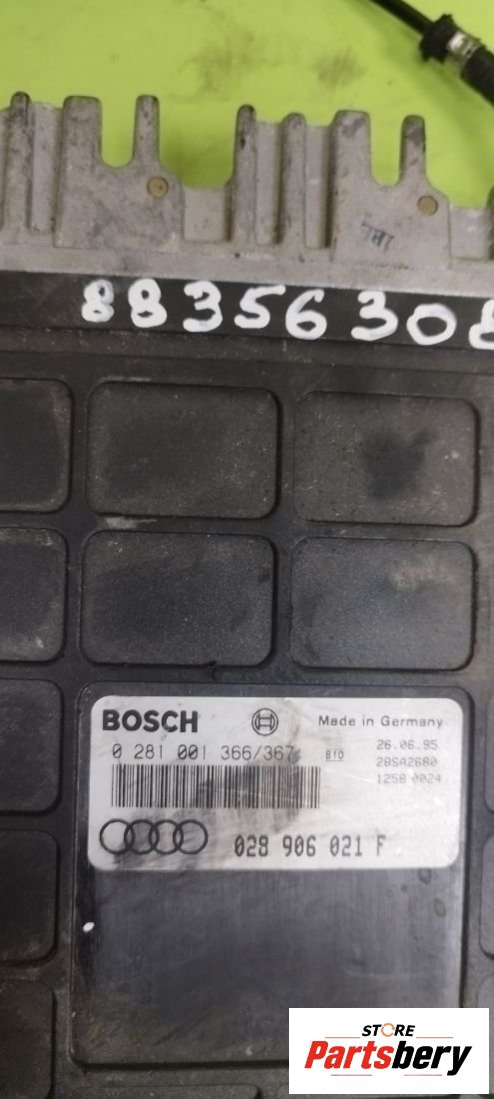 88356308
BOSCH
Made in Germany
0 281 001 366/367
B10
26.06.95
28SA2680
1258 0024
028 906 021 F
STORE
Partsbery